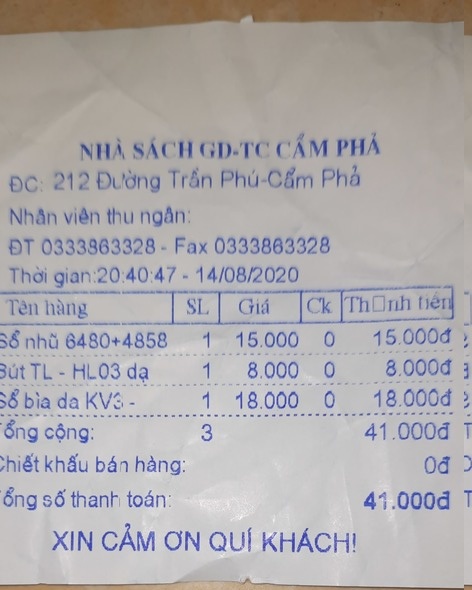 NHÀ SÁCH GD-TC CẨM PHẢ
ĐC: 212 Đường Trần Phú-Cẩm Phả
Nhân viên thu ngân:
ĐT 0333863328 - Fax 0333863328
Thời gian:20:40:47 - 14/08/2020
Tên hàng SL Giá Ck Th□nh tiền
Sổ nhũ 6480+4858 1 15.000 0 15.000đ
Bút TL - HL03 dạ 1 8.000 0 8.000đ
Sổ bìa da KV3 - 1 18.000 0 18.000đ
Tổng cộng: 3 41.000đ
Chiết khấu bán hàng: 0đ
Tổng số thanh toán: 41.000đ
XIN CẢM ƠN QUÍ KHÁCH!